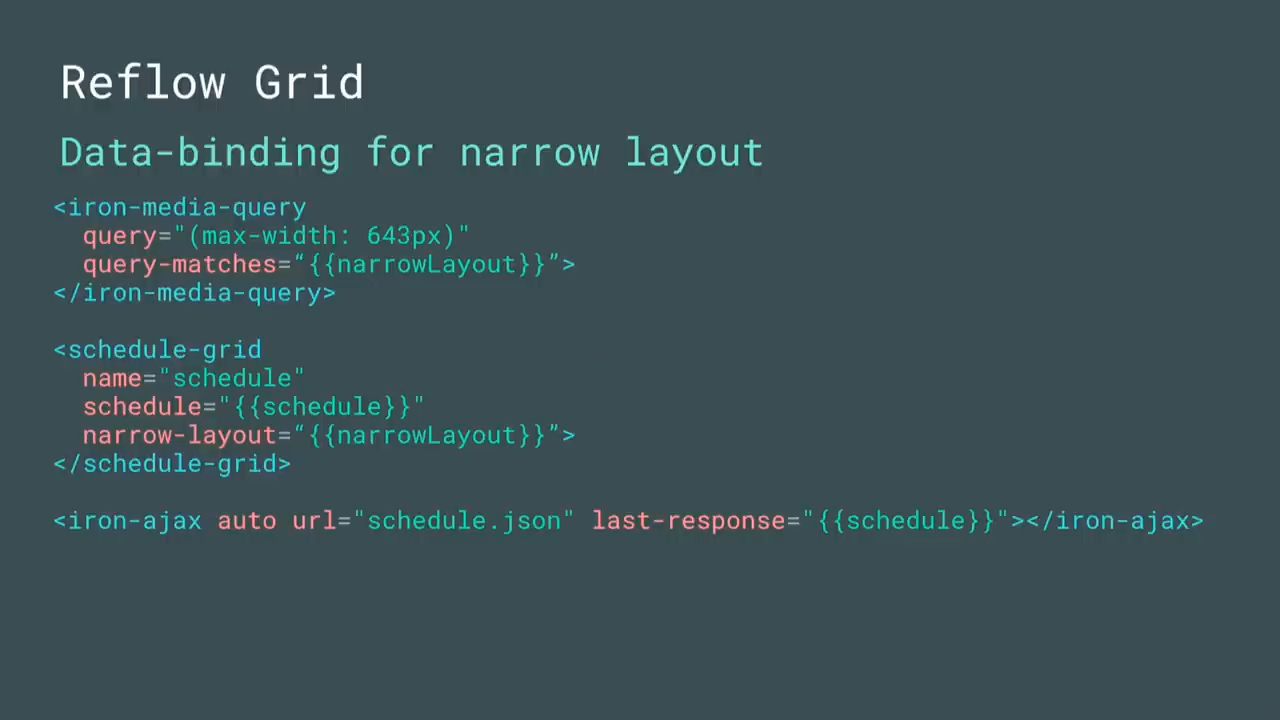 Reflow Grid
Data-binding for narrow layout
<iron-media-query
query="(max-width: 643px)"
query-matches=“{{narrowLayout}}”>
</iron-media-query>
<schedule-grid
name="schedule"
schedule="{{schedule}}"
narrow-layout=“{{narrowLayout}}”>
</schedule-grid>
<iron-ajax auto url="schedule.json" last-response="{{schedule}}"></iron-ajax>